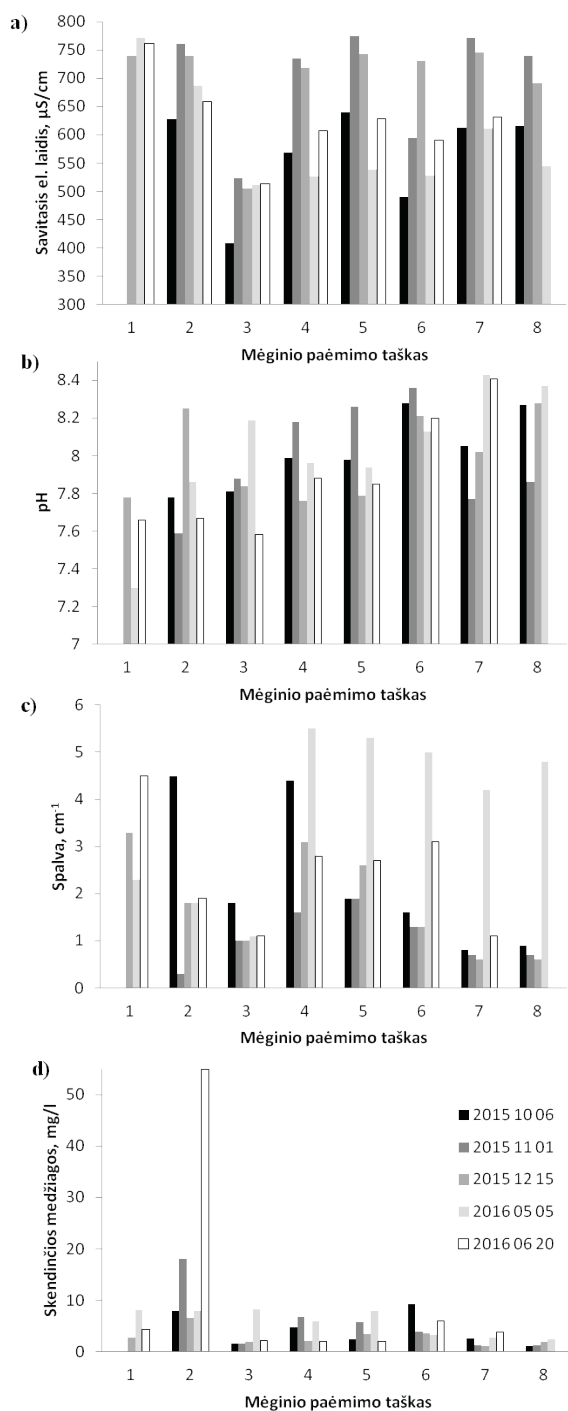 a)
Savitasis el. laidis, µS/cm
800
750
700
650
600
550
500
450
400
350
300
1 2 3 4 5 6 7 8
Mėginio paėmimo taškas
b)
pH
8.4
8.2
8
7.8
7.6
7.4
7.2
7
1 2 3 4 5 6 7 8
Mėginio paėmimo taškas
c)
Spalva, cm⁻¹
6
5
4
3
2
1
0
1 2 3 4 5 6 7 8
Mėginio paėmimo taškas
d)
Skendinčios medžiagos, mg/l
50
40
30
20
10
0
2015 10 06
2015 11 01
2015 12 15
2016 05 05
2016 06 20
1 2 3 4 5 6 7 8
Mėginio paėmimo taškas